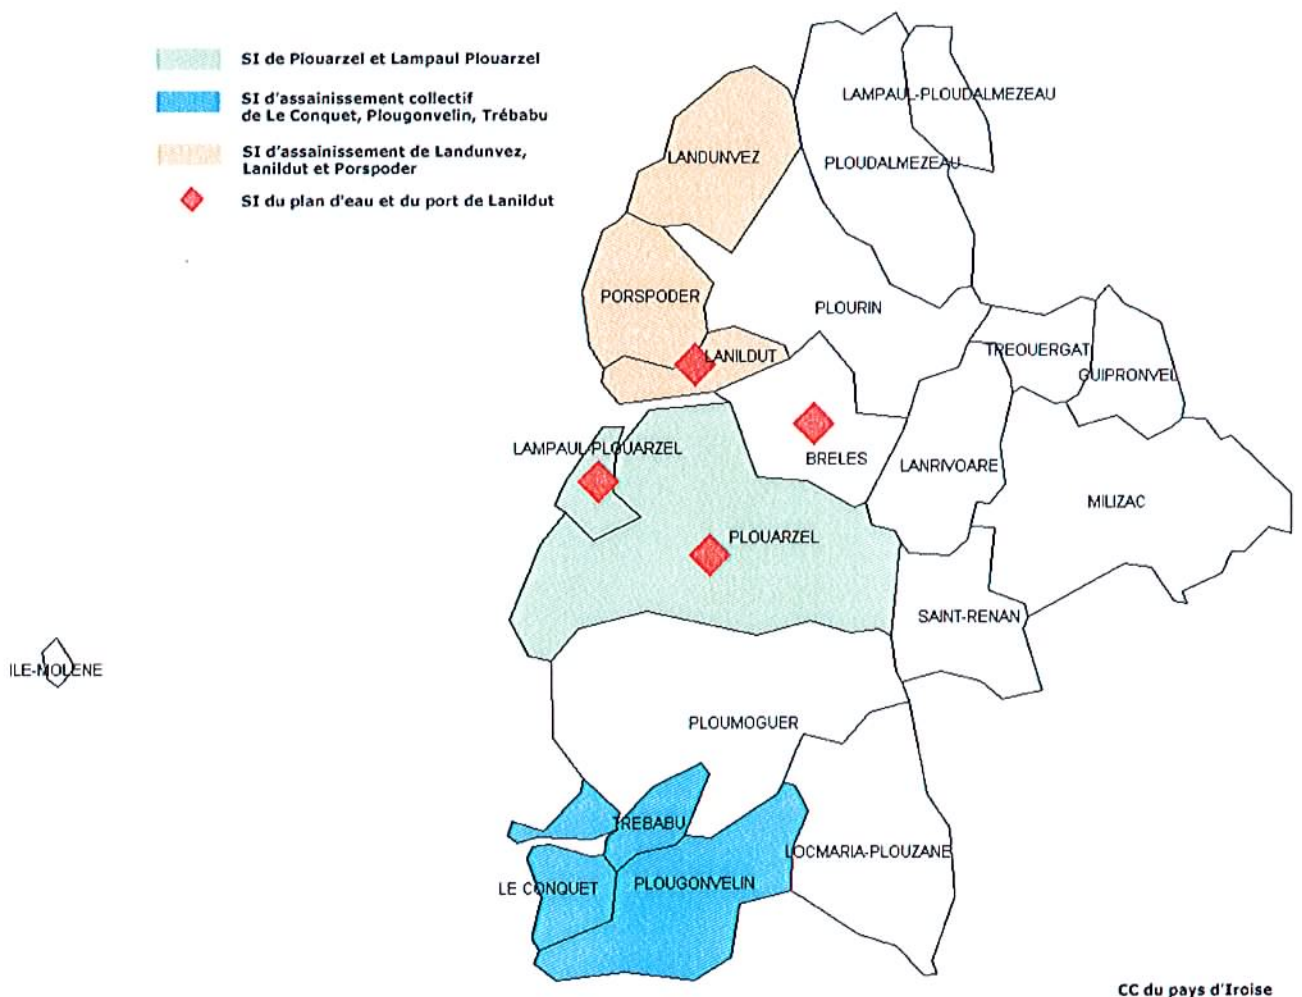 SI de Plouarzel et Lampaul Plouarzel
SI d'assainissement collectif
de Le Conquet, Plougonvelin, Trébabu
SI d'assainissement de Landunvez,
Lanildut et Porspoder
SI du plan d'eau et du port de Lanildut
LAMPAUL-PLOUDALMEZEAU
LANDUNVEZ
PLOUDALMEZEAU
PORSPODER
PLOURIN
LANILDUT
TREOUERGAT
GUIPRONVEL
LAMPAUL-PLOUARZEL
BRELES
LANRIVOARE
MILIZAC
PLOUARZEL
SAINT-RENAN
ILE-MOLENE
PLOUMOGUER
TREBABU
LOCMARIA-PLOUZANE
LE CONQUET
PLOUGONVELIN
CC du pays d'Iroise